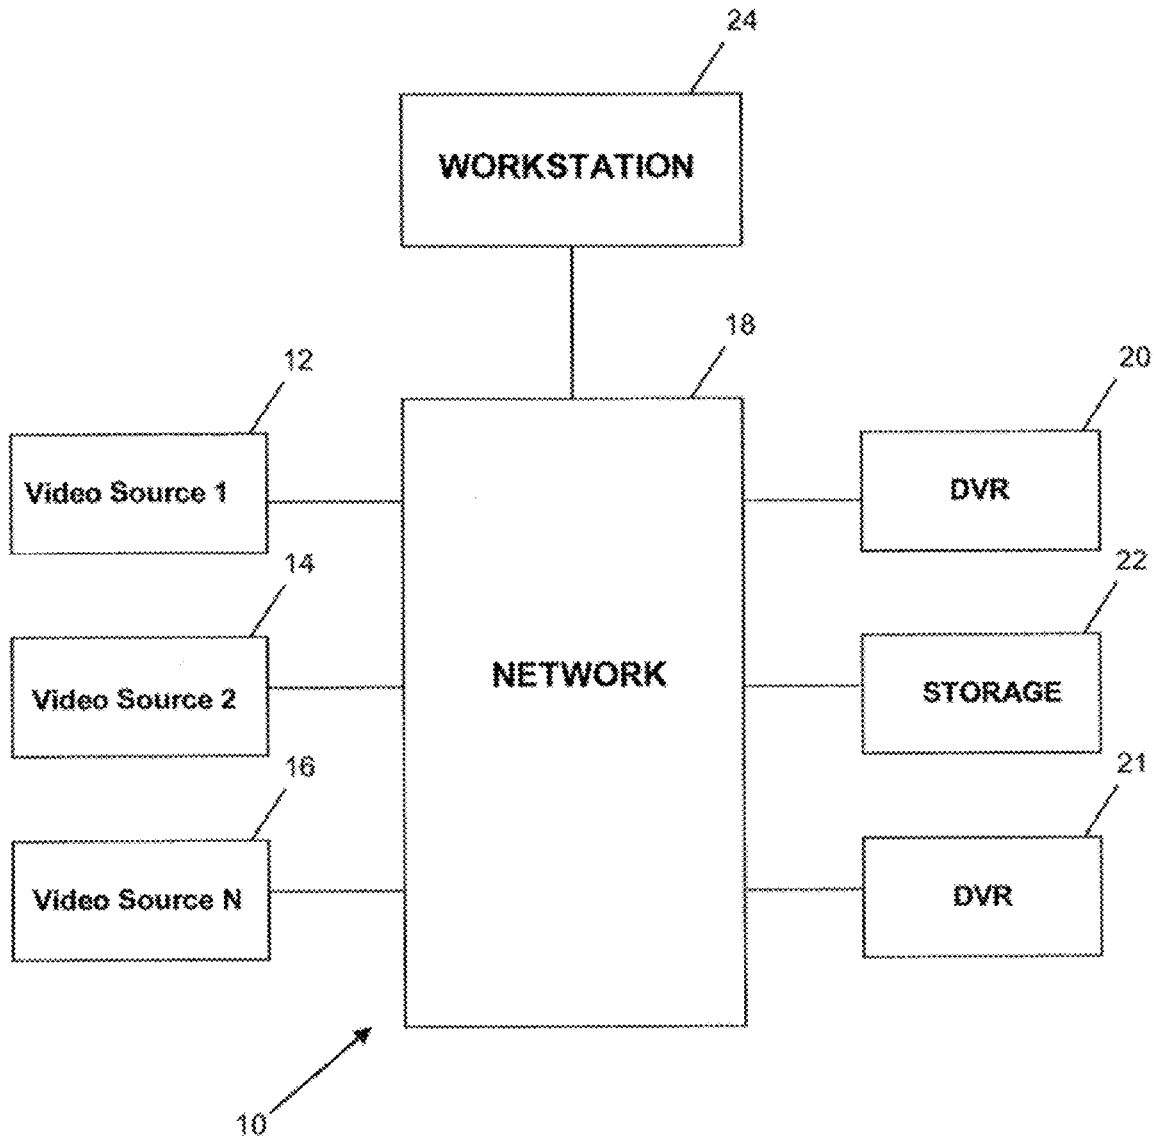 24
WORKSTATION
18
12
20
Video Source 1
DVR
14
22
NETWORK
Video Source 2
STORAGE
16
21
Video Source N
DVR
10